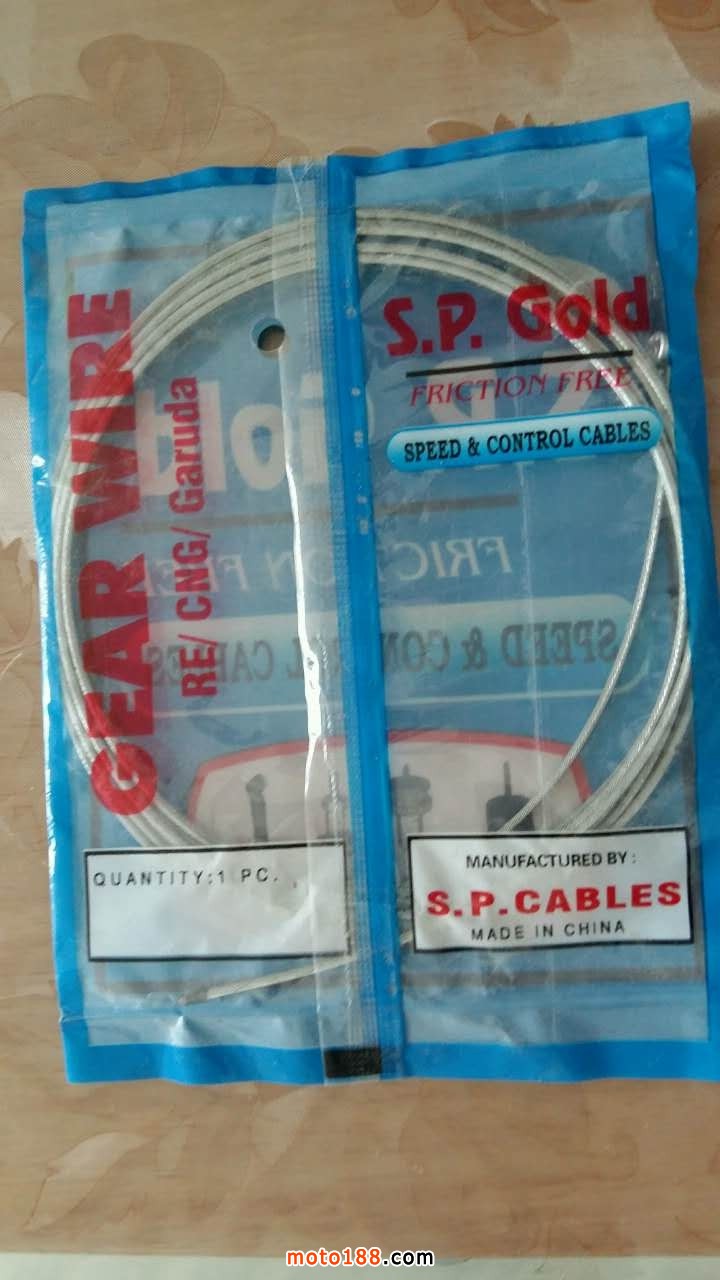 GEAR WIRE
RE/ CNG/ Garuda
S.P. Gold
FRICTION FREE
SPEED & CONTROL CABLES
QUANTITY:1 PC.
MANUFACTURED BY :
S.P.CABLES
MADE IN CHINA
moto188.com